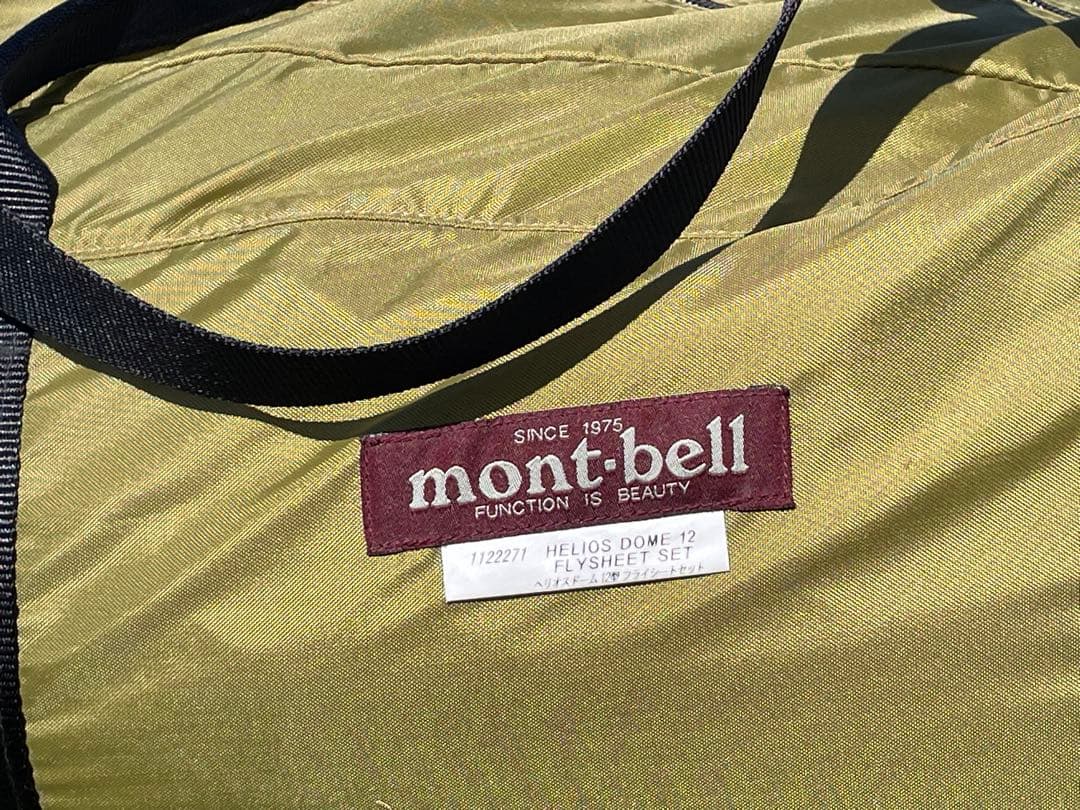 SINCE 1975
mont-bell
FUNCTION IS BEAUTY
1122271 HELIOS DOME 12
FLYSHEET SET
ヘリオスドーム12型 フライシートセット